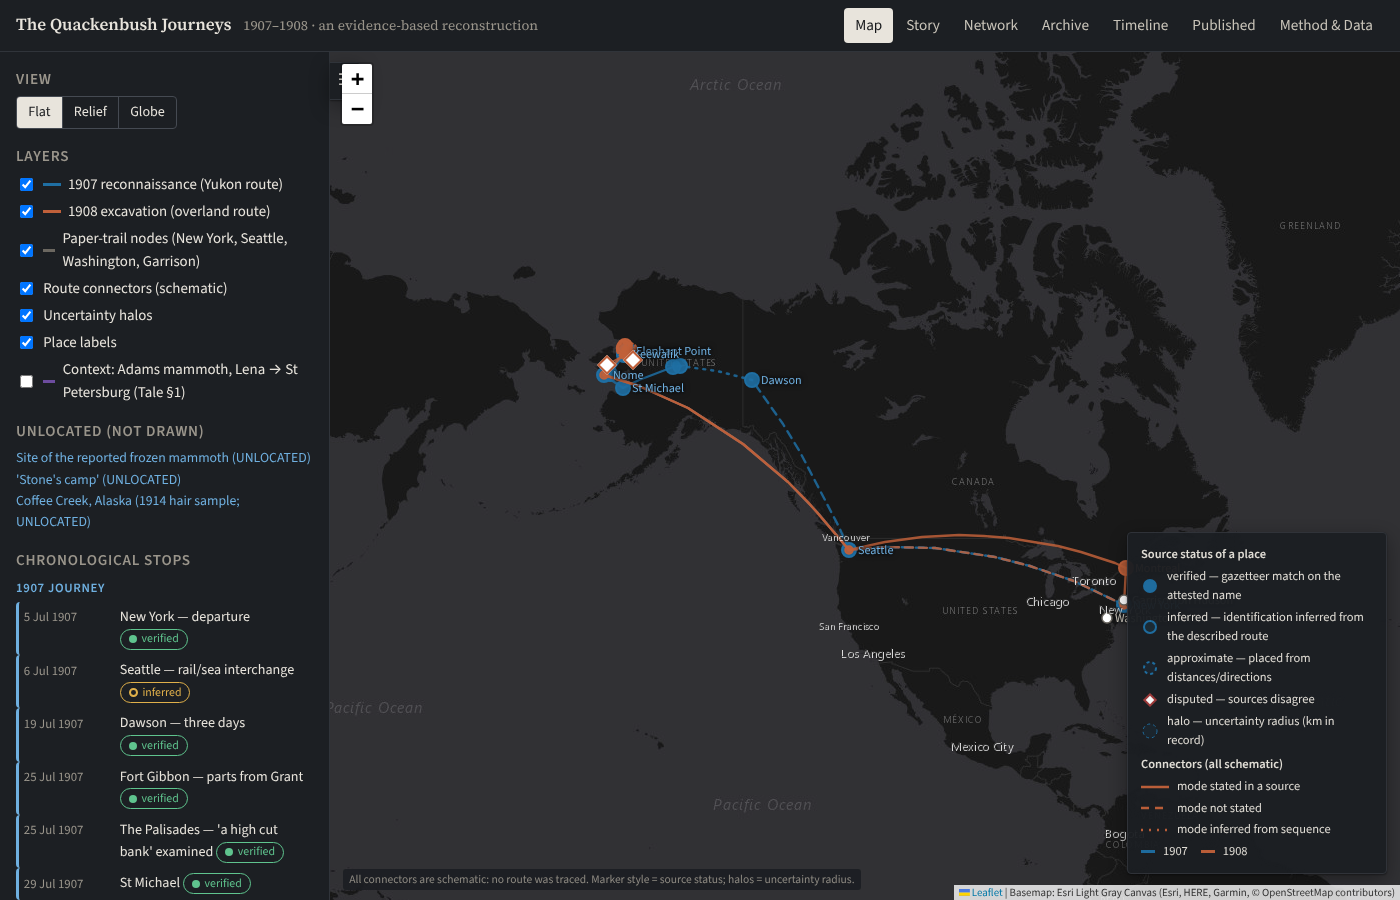 The Quackenbush Journeys 1907–1908 · an evidence-based reconstruction
Map Story Network Archive Timeline Published Method & Data
VIEW
Flat Relief Globe
LAYERS
1907 reconnaissance (Yukon route)
1908 excavation (overland route)
Paper-trail nodes (New York, Seattle,
Washington, Garrison)
Route connectors (schematic)
Uncertainty halos
Place labels
Context: Adams mammoth, Lena → St
Petersburg (Tale §1)
UNLOCATED (NOT DRAWN)
Site of the reported frozen mammoth (UNLOCATED)
'Stone's camp' (UNLOCATED)
Coffee Creek, Alaska (1914 hair sample;
UNLOCATED)
CHRONOLOGICAL STOPS
1907 JOURNEY
5 Jul 1907 New York — departure
verified
6 Jul 1907 Seattle — rail/sea interchange
inferred
19 Jul 1907 Dawson — three days
verified
25 Jul 1907 Fort Gibbon — parts from Grant
verified
25 Jul 1907 The Palisades — 'a high cut
bank' examined verified
29 Jul 1907 St Michael verified
+
−
Arctic Ocean
GREENLAND
Elephant Point
UNITED STATES
Nome
St Michael
Dawson
CANADA
Vancouver
Seattle
Toronto
Chicago
New
UNITED STATES
San Francisco
Los Angeles
Pacific Ocean
MÉXICO
Mexico City
Pacific Ocean
Source status of a place
verified — gazetteer match on the
attested name
inferred — identification inferred from
the described route
approximate — placed from
distances/directions
disputed — sources disagree
halo — uncertainty radius (km in
record)
Connectors (all schematic)
mode stated in a source
mode not stated
mode inferred from sequence
1907 1908
All connectors are schematic: no route was traced. Marker style = source status; halos = uncertainty radius.
Leaflet | Basemap: Esri Light Gray Canvas (Esri, HERE, Garmin, © OpenStreetMap contributors)